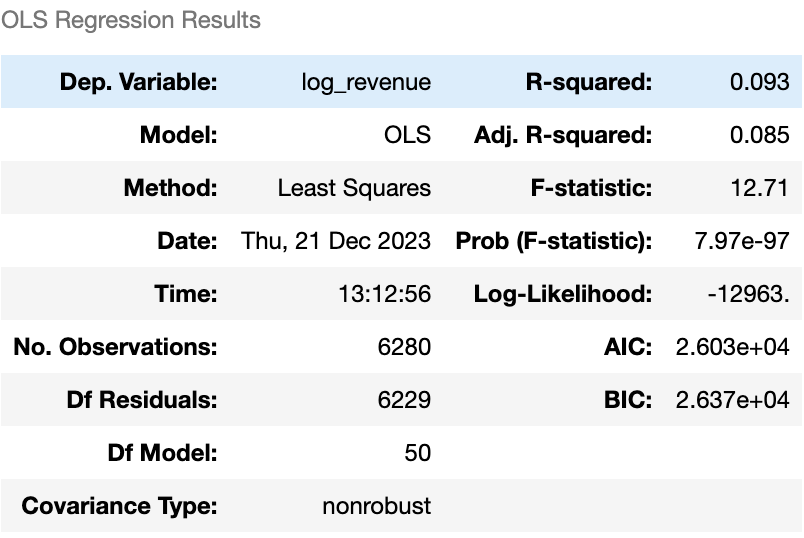 OLS Regression Results
Dep. Variable: log_revenue R-squared: 0.093
Model: OLS Adj. R-squared: 0.085
Method: Least Squares F-statistic: 12.71
Date: Thu, 21 Dec 2023 Prob (F-statistic): 7.97e-97
Time: 13:12:56 Log-Likelihood: -12963.
No. Observations: 6280 AIC: 2.603e+04
Df Residuals: 6229 BIC: 2.637e+04
Df Model: 50
Covariance Type: nonrobust